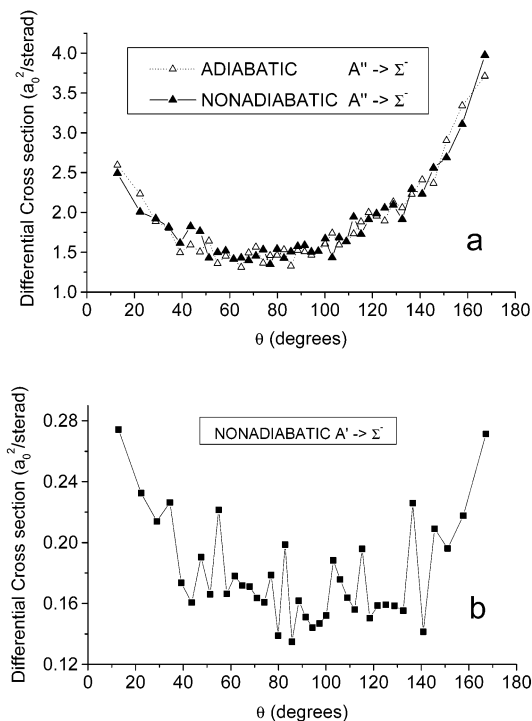 a
4.0
3.5
3.0
2.5
2.0
1.5
1.0
Differential Cross section (a₀²/sterad)
ADIABATIC A'' -> Σ⁻
NONADIABATIC A'' -> Σ⁻
0 20 40 60 80 100 120 140 160 180
θ (degrees)
0.28
0.24
0.20
0.16
0.12
Differential Cross section (a₀²/sterad)
NONADIABATIC A' -> Σ⁻
b
0 20 40 60 80 100 120 140 160 180
θ (degrees)